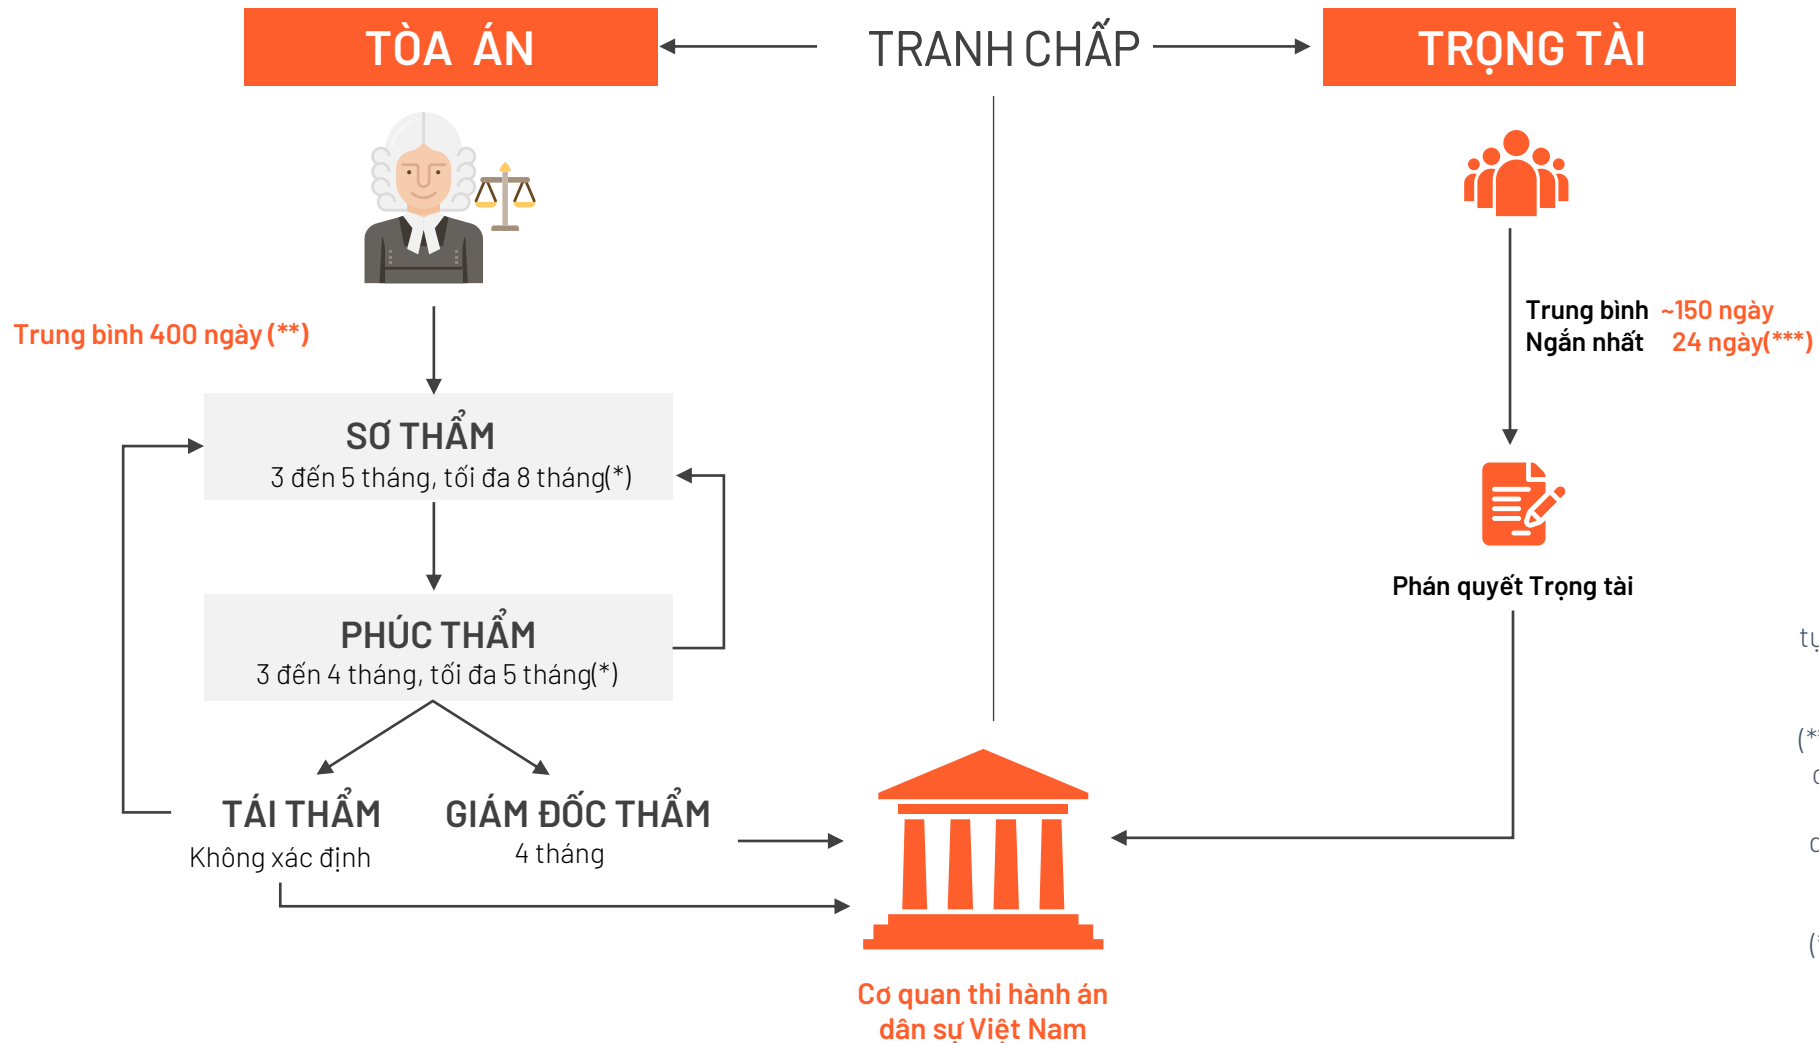 TÒA ÁN
TRANH CHẤP
TRỌNG TÀI
Trung bình 400 ngày (**)
Trung bình ~150 ngày
Ngắn nhất 24 ngày(***)
SƠ THẨM
3 đến 5 tháng, tối đa 8 tháng(*)
PHÚC THẨM
3 đến 4 tháng, tối đa 5 tháng(*)
Phán quyết Trọng tài
TÁI THẨM
Không xác định
GIÁM ĐỐC THẨM
4 tháng
Cơ quan thi hành án
dân sự Việt Nam